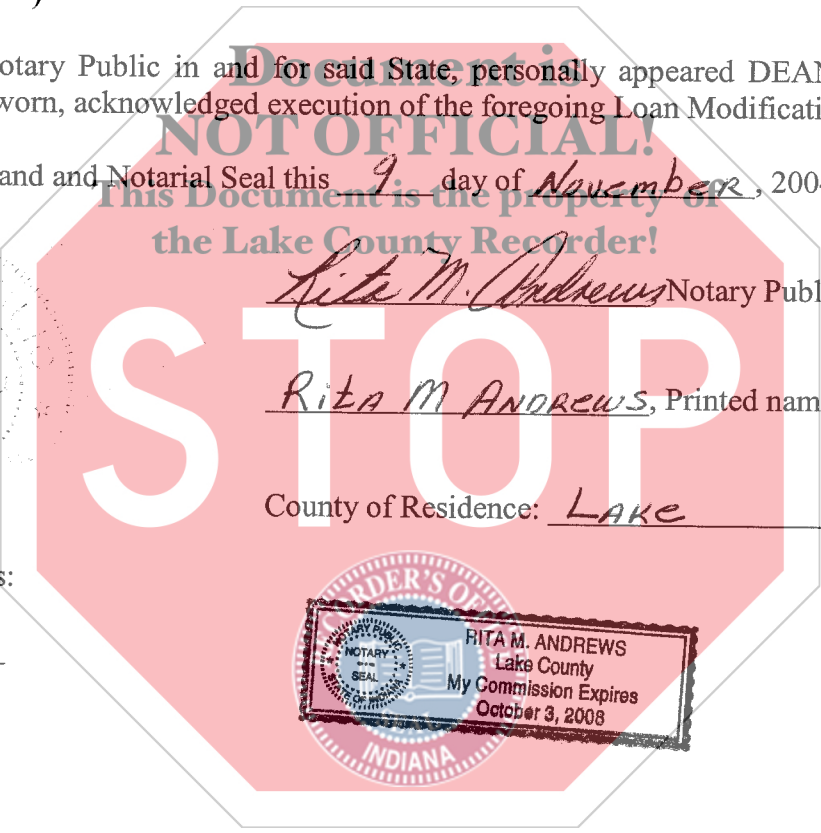 otary Public in and for said State, personally appeared DEAN
worn, acknowledged execution of the foregoing Loan Modificati
and and Notarial Seal this 9 day of November, 200
Document is
NOT OFFICIAL!
This Document is the property of
the Lake County Recorder!
Rita M. Andrews Notary Publ
STOP
Rita M Andrews, Printed nam
County of Residence: Lake
s:
CORDER'S OF
INDIANA
NOTARY PUBLIC
NOTARY
SEAL
STATE OF INDIANA
RITA M. ANDREWS
Lake County
My Commission Expires
October 3, 2008